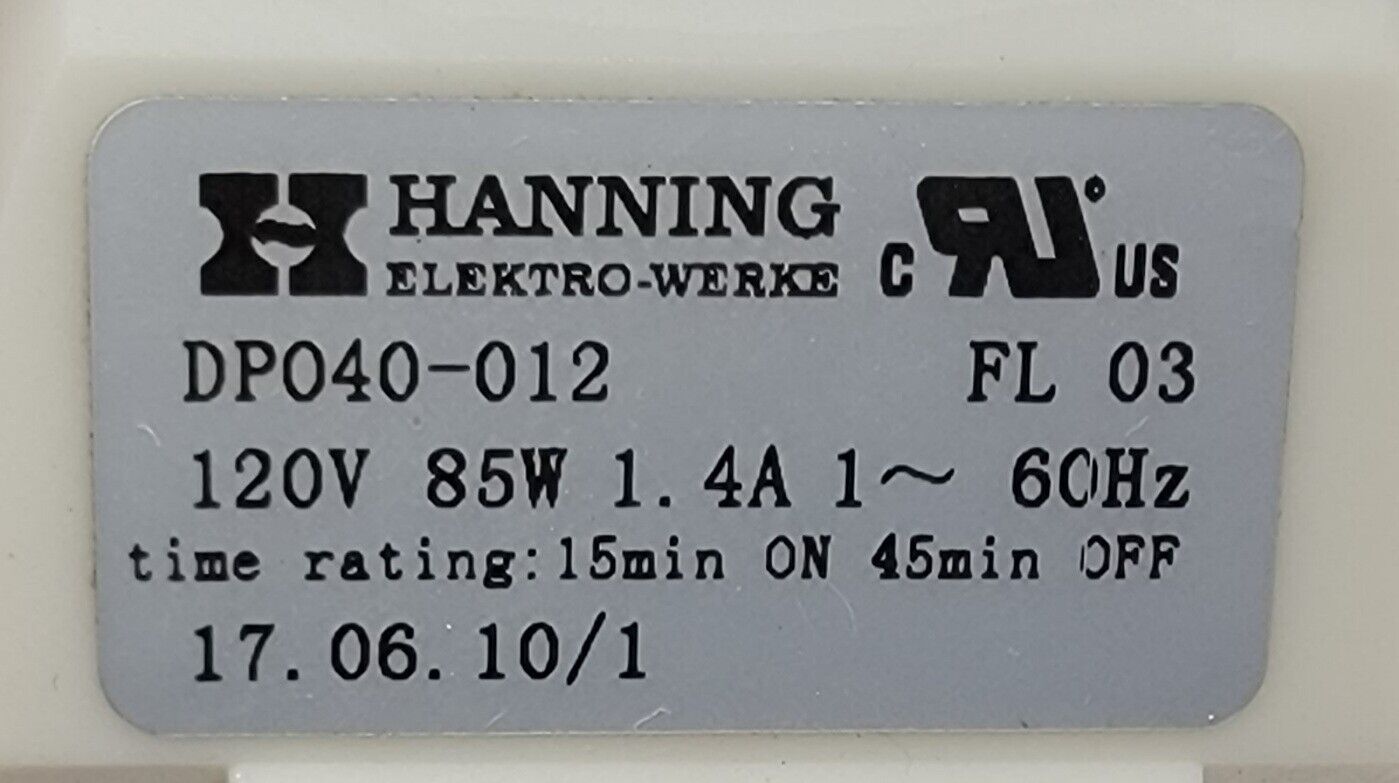 HANNING
ELEKTRO-WERKE
C RU US
DP040-012 FL 03
120V 85W 1.4A 1~ 60Hz
time rating:15min ON 45min OFF
17.06.10/1